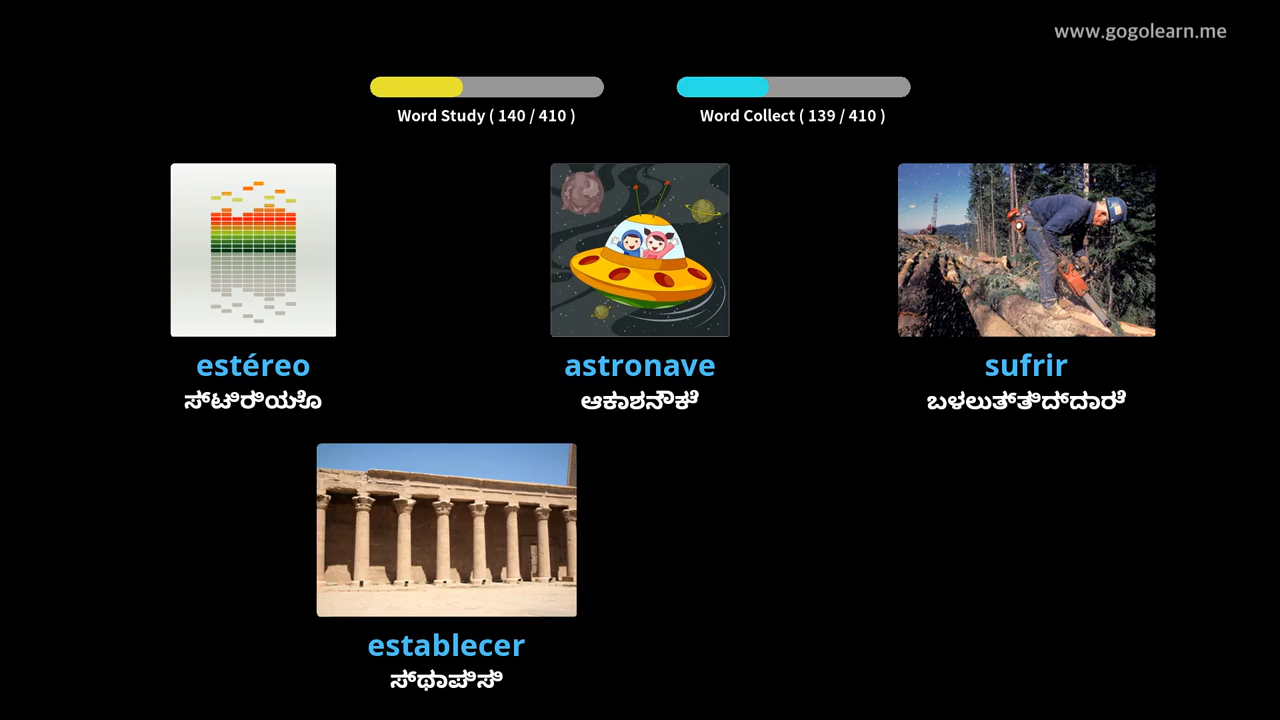 www.gogolearn.me
Word Study ( 140 / 410 )
Word Collect ( 139 / 410 )
estéreo
ಸ್ಟಿರಿಯೊ
astronave
ಆಕಾಶನೌಕೆ
sufrir
ಬಳಲುತ್ತಿದ್ದಾರೆ
establecer
ಸ್ಥಾಪಿಸಿ